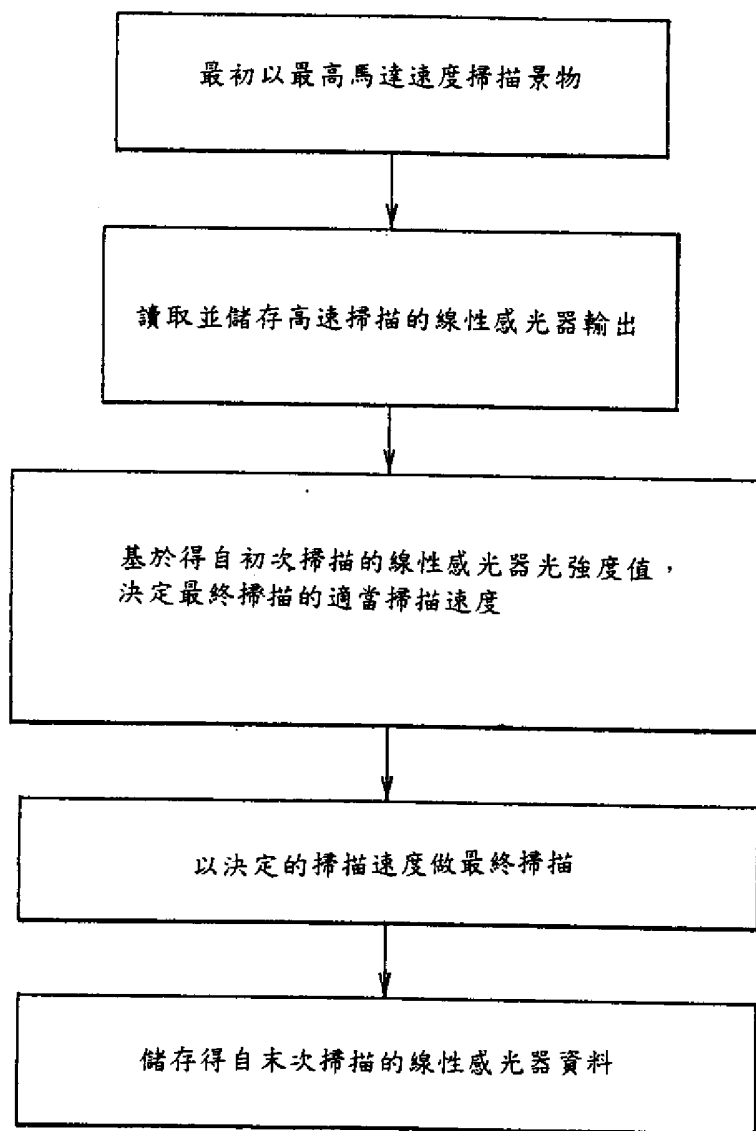 最初以最高馬達速度掃描景物
讀取並儲存高速掃描的線性感光器輸出
基於得自初次掃描的線性感光器光強度值，
決定最終掃描的適當掃描速度
以決定的掃描速度做最終掃描
儲存得自末次掃描的線性感光器資料